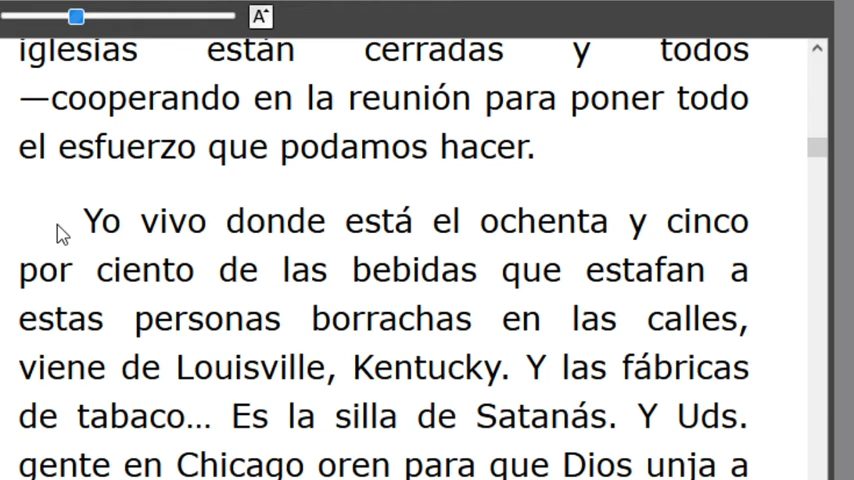 A
iglesias están cerradas y todos
—cooperando en la reunión para poner todo
el esfuerzo que podamos hacer.
Yo vivo donde está el ochenta y cinco
por ciento de las bebidas que estafan a
estas personas borrachas en las calles,
viene de Louisville, Kentucky. Y las fábricas
de tabaco… Es la silla de Satanás. Y Uds.
gente en Chicago oren para que Dios unja a